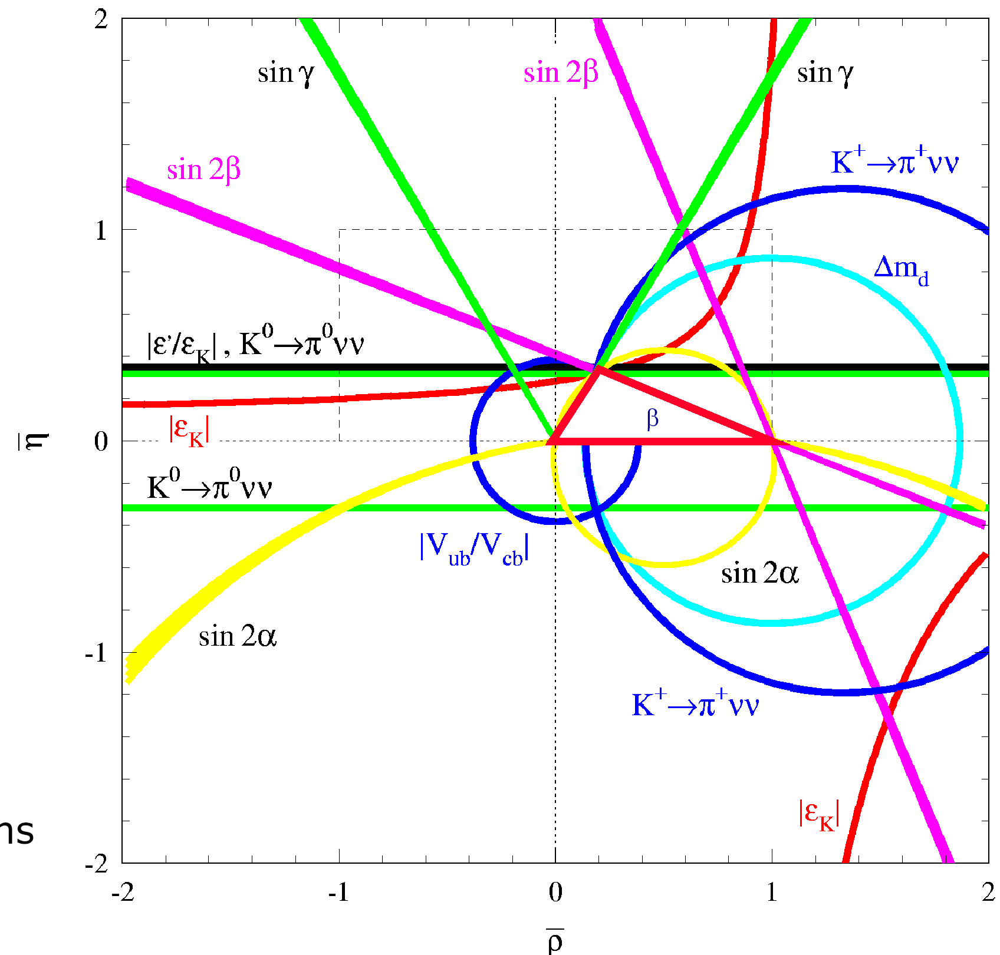 2
sin γ
sin 2β
sin γ
K⁺→π⁺νν
sin 2β
1
Δm_d
|ε’/ε_K| , K⁰→π⁰νν
β
|ε_K|
0
η̅
K⁰→π⁰νν
|V_ub/V_cb|
sin 2α
sin 2α
-1
K⁺→π⁺νν
|ε_K|
ns
-2
-2 -1 0 1 2
ρ̅